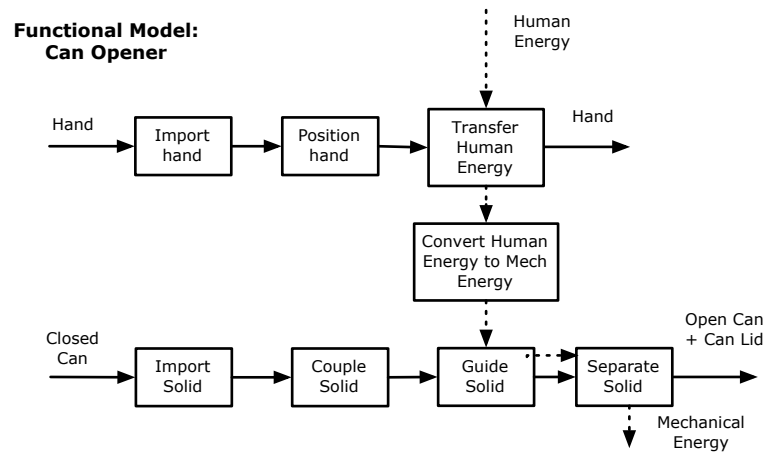 Functional Model:
Can Opener
Human
Energy
Hand
Import
hand
Position
hand
Transfer
Human
Energy
Hand
Convert Human
Energy to Mech
Energy
Closed
Can
Import
Solid
Couple
Solid
Guide
Solid
Separate
Solid
Open Can
+ Can Lid
Mechanical
Energy